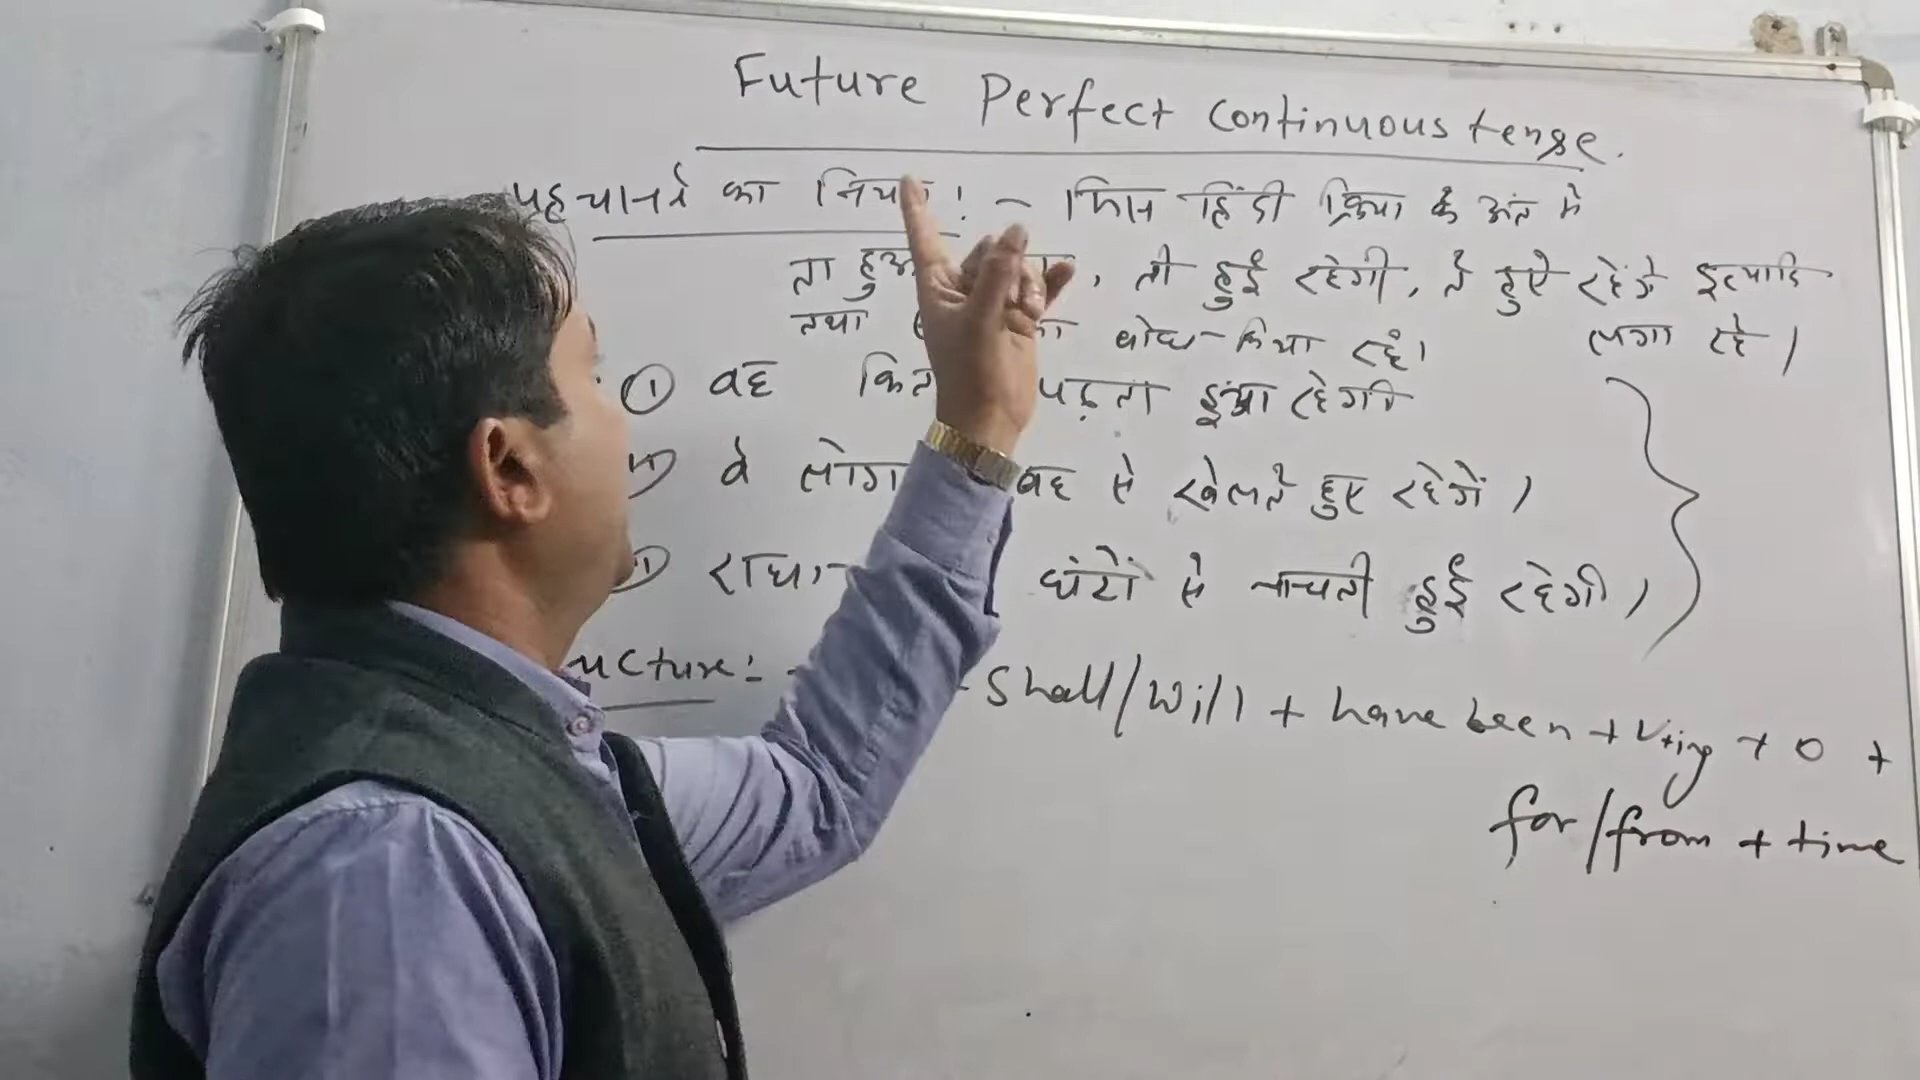 Future Perfect Continuous tense.
पहचानने का नियम :- जिस हिंदी क्रिया के अंत में
ता हुआ , ती हुई रहेगी, ते हुऐ रहेंगे इत्यादि
तथा का बोध किया रहे। लगा रहे।
① वह पढ़ता हुआ रहेगी
वे लोग से खेलते हुए रहेगें।
राधा घंटों से नाचती हुई रहेगी।
ucture:- Shall/Will + have been + V+ing + O +
for/from + time